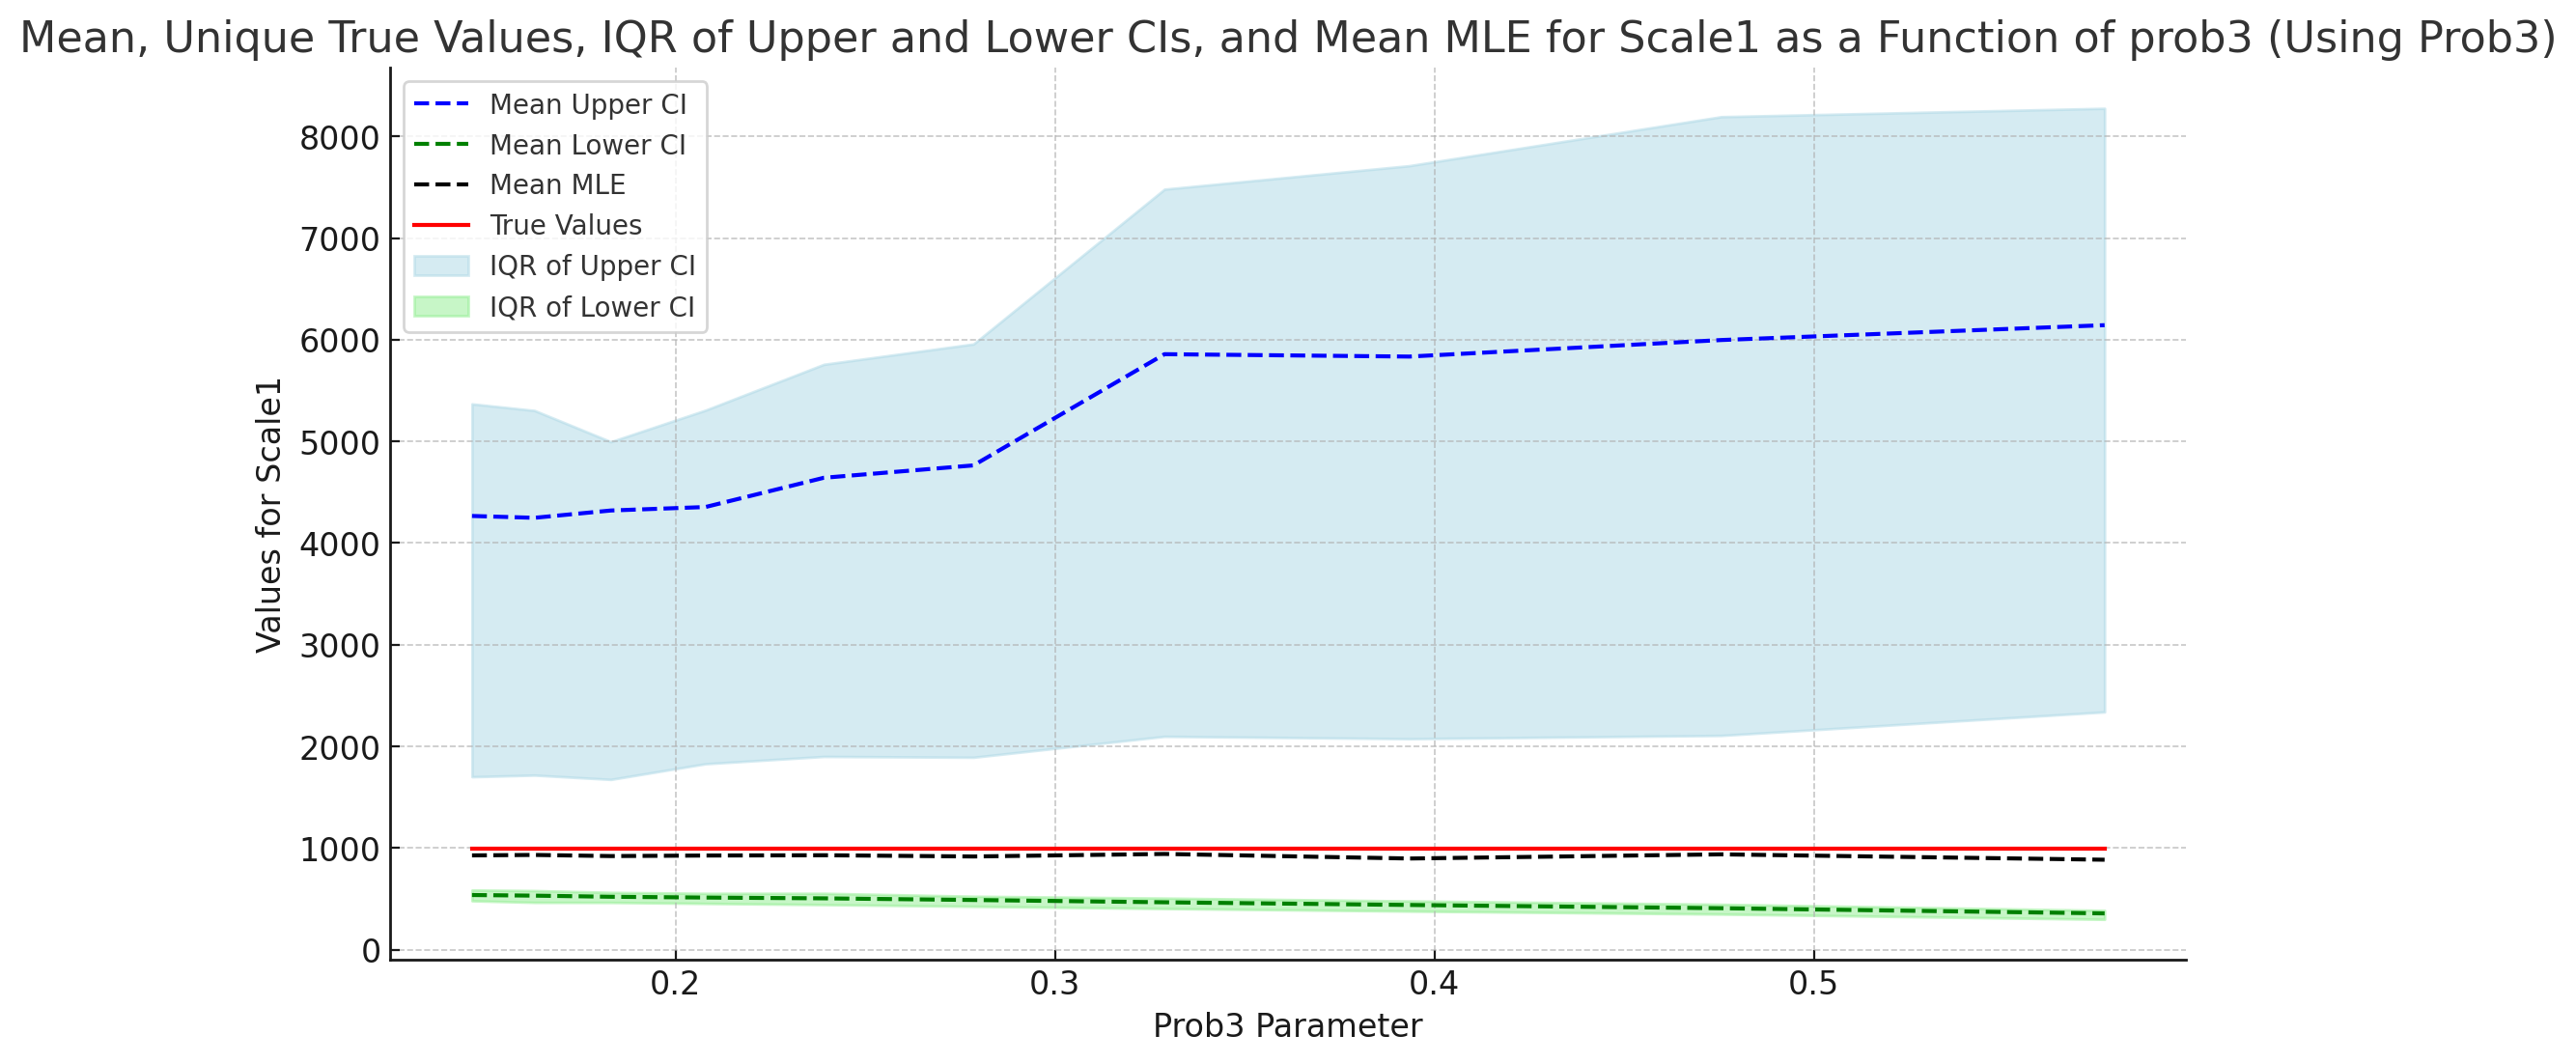 Mean, Unique True Values, IQR of Upper and Lower CIs, and Mean MLE for Scale1 as a Function of prob3 (Using Prob3)
Mean Upper CI
Mean Lower CI
Mean MLE
True Values
IQR of Upper CI
IQR of Lower CI
Values for Scale1
8000
7000
6000
5000
4000
3000
2000
1000
0
0.2
0.3
0.4
0.5
Prob3 Parameter